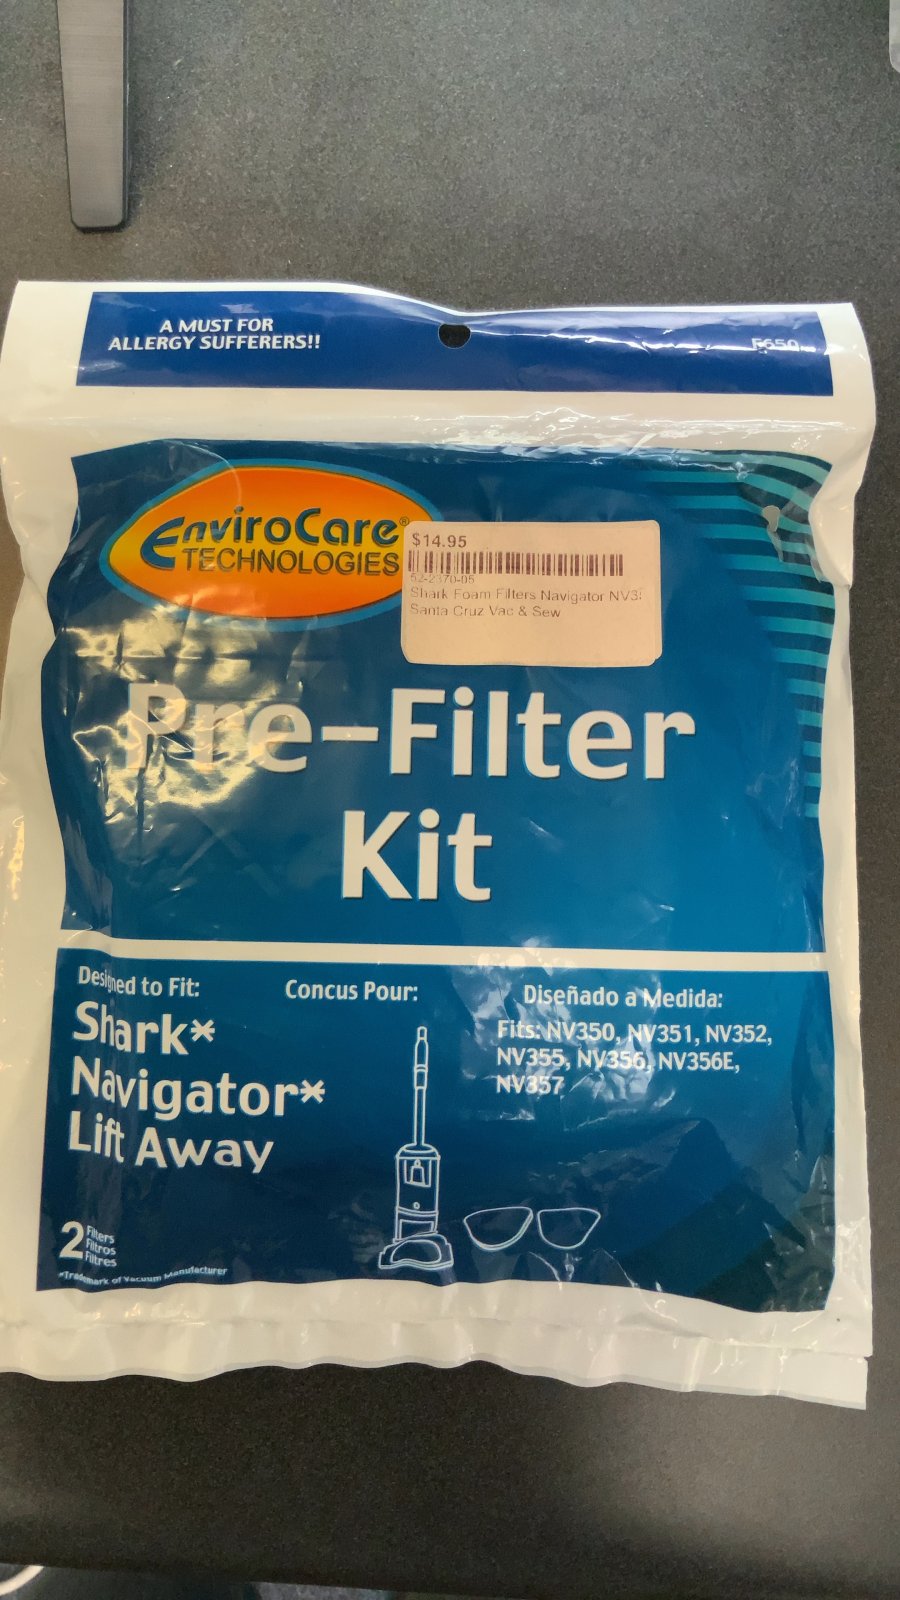 A MUST FOR
ALLERGY SUFFERERS!!
F650
EnviroCare®
TECHNOLOGIES
$14.95
52-2370-05
Shark Foam Filters Navigator NV35
Santa Cruz Vac & Sew
Pre-Filter
Kit
Designed to Fit:
Shark*
Navigator*
Lift Away
Concus Pour:
Diseñado a Medida:
Fits: NV350, NV351, NV352,
NV355, NV356, NV356E,
NV357
2 Filters
Filtros
Filtres
*Trademark of Vacuum Manufacturer